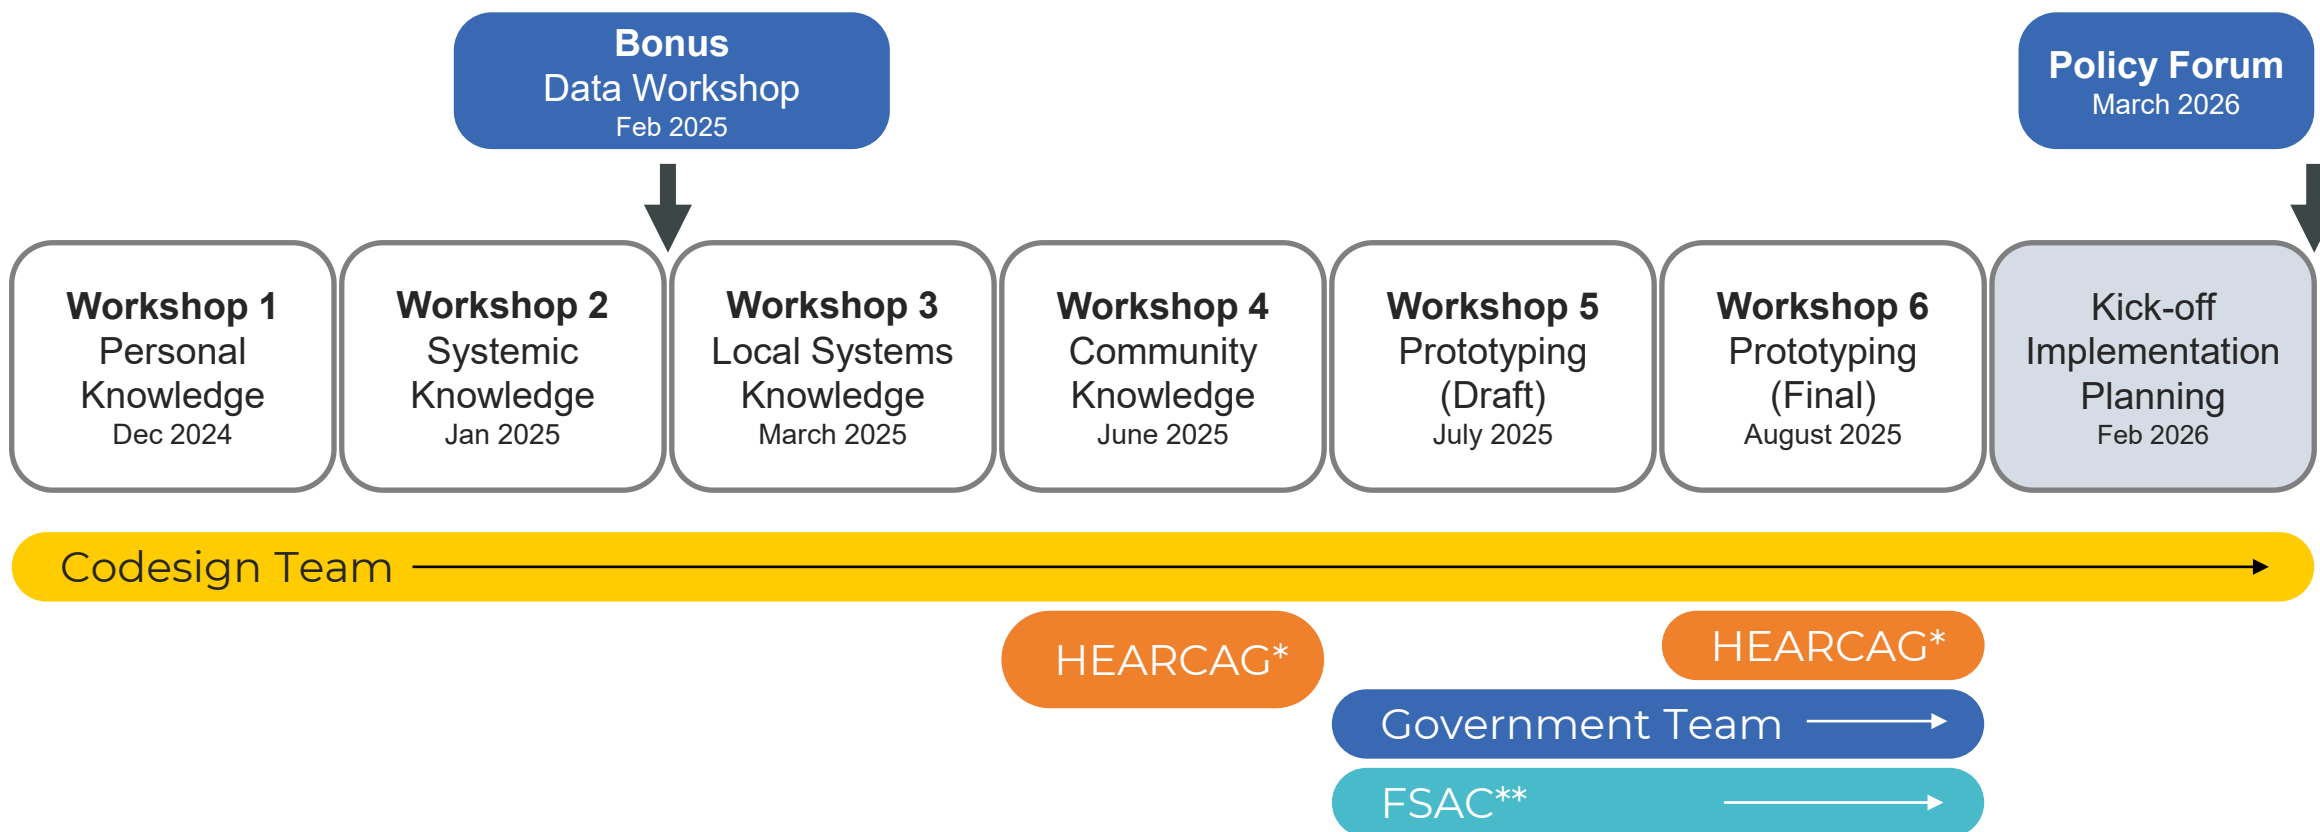 Bonus
Data Workshop
Feb 2025
Policy Forum
March 2026
Workshop 1
Personal
Knowledge
Dec 2024
Workshop 2
Systemic
Knowledge
Jan 2025
Workshop 3
Local Systems
Knowledge
March 2025
Workshop 4
Community
Knowledge
June 2025
Workshop 5
Prototyping
(Draft)
July 2025
Workshop 6
Prototyping
(Final)
August 2025
Kick-off
Implementation
Planning
Feb 2026
Codesign Team
HEARCAG*
HEARCAG*
Government Team
FSAC**